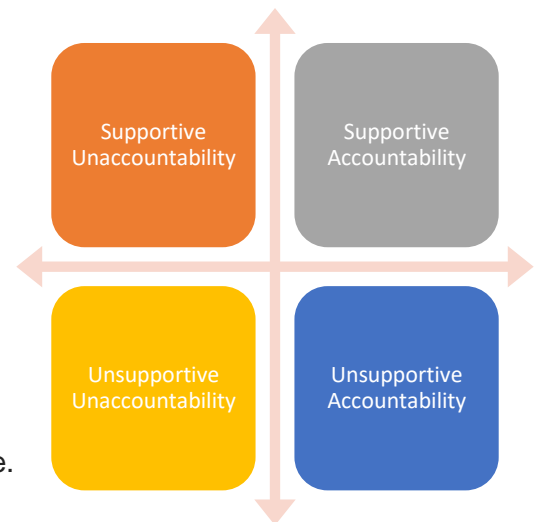 Supportive
Unaccountability
Supportive
Accountability
Unsupportive
Unaccountability
Unsupportive
Accountability
e.